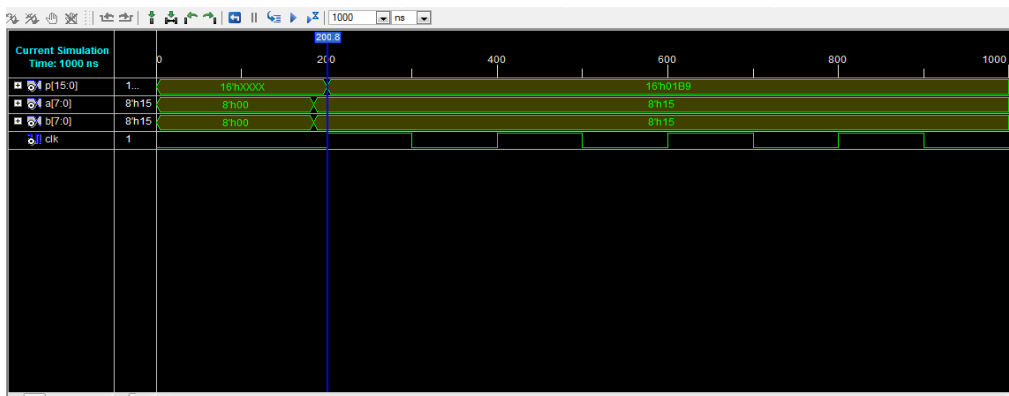 1000 ns
200.8
Current Simulation
Time: 1000 ns
0 200 400 600 800 1000
p[15:0] 1... 16'hXXXX 16'h01B9
a[7:0] 8'h15 8'h00 8'h15
b[7:0] 8'h15 8'h00 8'h15
clk 1